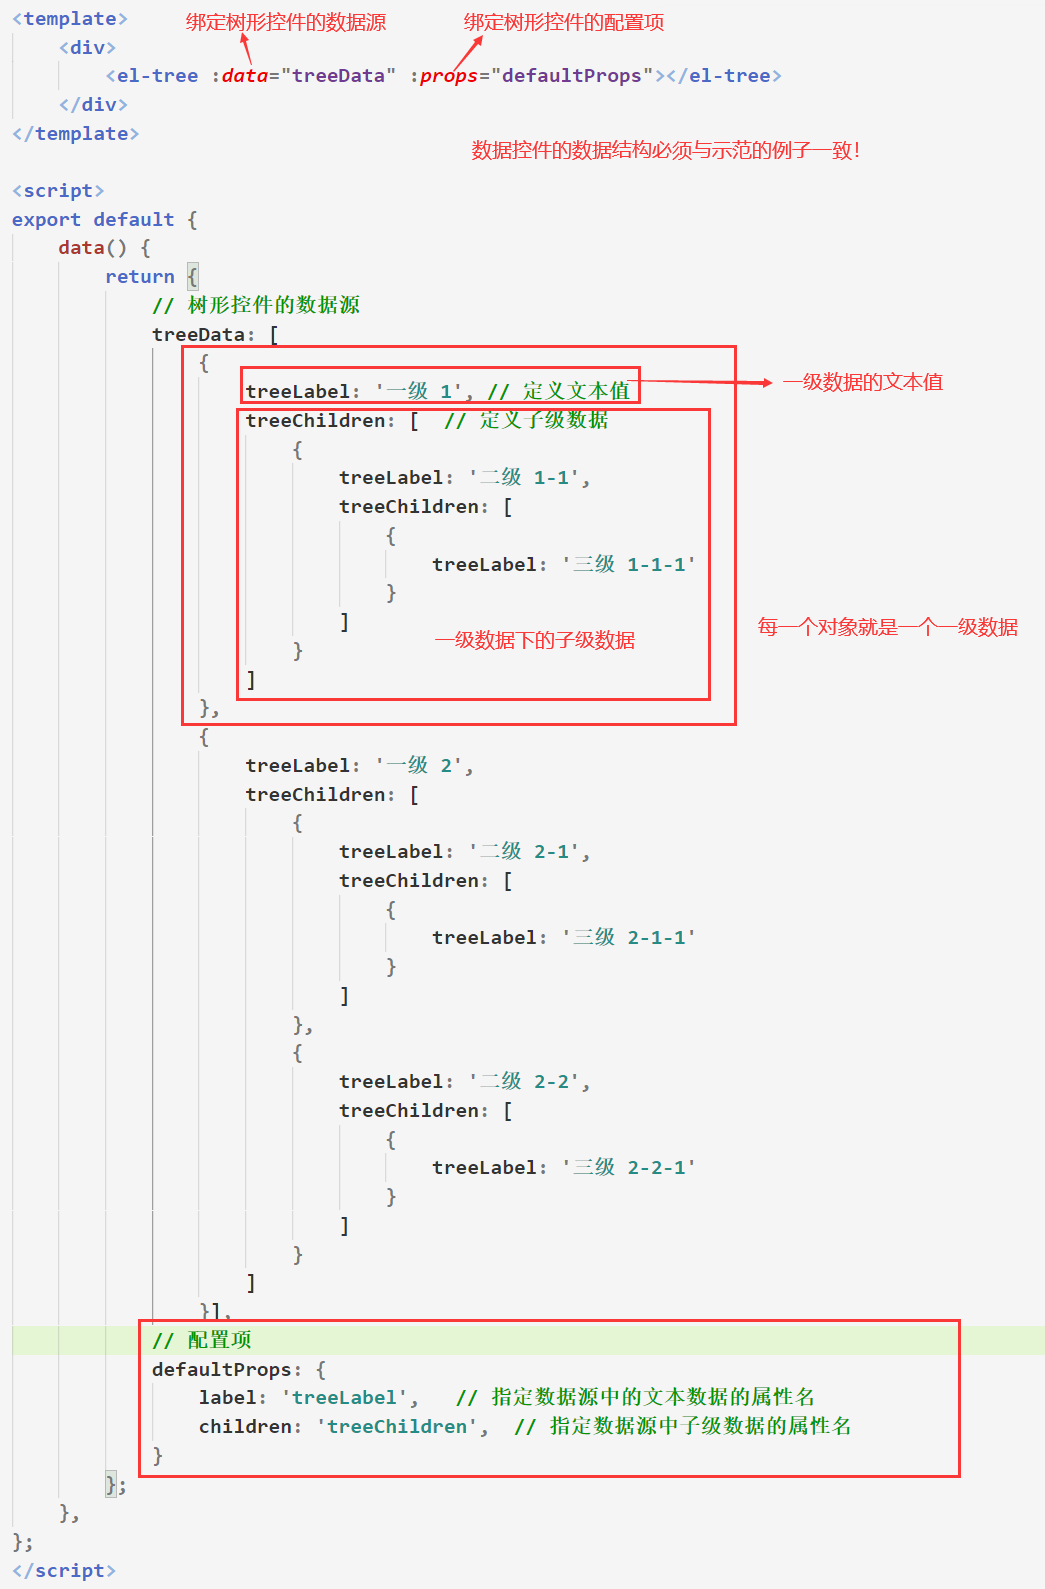 <template>
绑定树形控件的数据源
绑定树形控件的配置项
<div>
<el-tree :data="treeData" :props="defaultProps"></el-tree>
</div>
</template>
数据控件的数据结构必须与示范的例子一致！
<script>
export default {
data() {
return {
// 树形控件的数据源
treeData: [
{
treeLabel: '一级 1', // 定义文本值
一级数据的文本值
treeChildren: [ // 定义子级数据
{
treeLabel: '二级 1-1',
treeChildren: [
{
treeLabel: '三级 1-1-1'
}
]
一级数据下的子级数据
每一个对象就是一个一级数据
}
]
},
{
treeLabel: '一级 2',
treeChildren: [
{
treeLabel: '二级 2-1',
treeChildren: [
{
treeLabel: '三级 2-1-1'
}
]
},
{
treeLabel: '二级 2-2',
treeChildren: [
{
treeLabel: '三级 2-2-1'
}
]
}
]
}],
// 配置项
defaultProps: {
label: 'treeLabel', // 指定数据源中的文本数据的属性名
children: 'treeChildren', // 指定数据源中子级数据的属性名
}
};
},
};
</script>